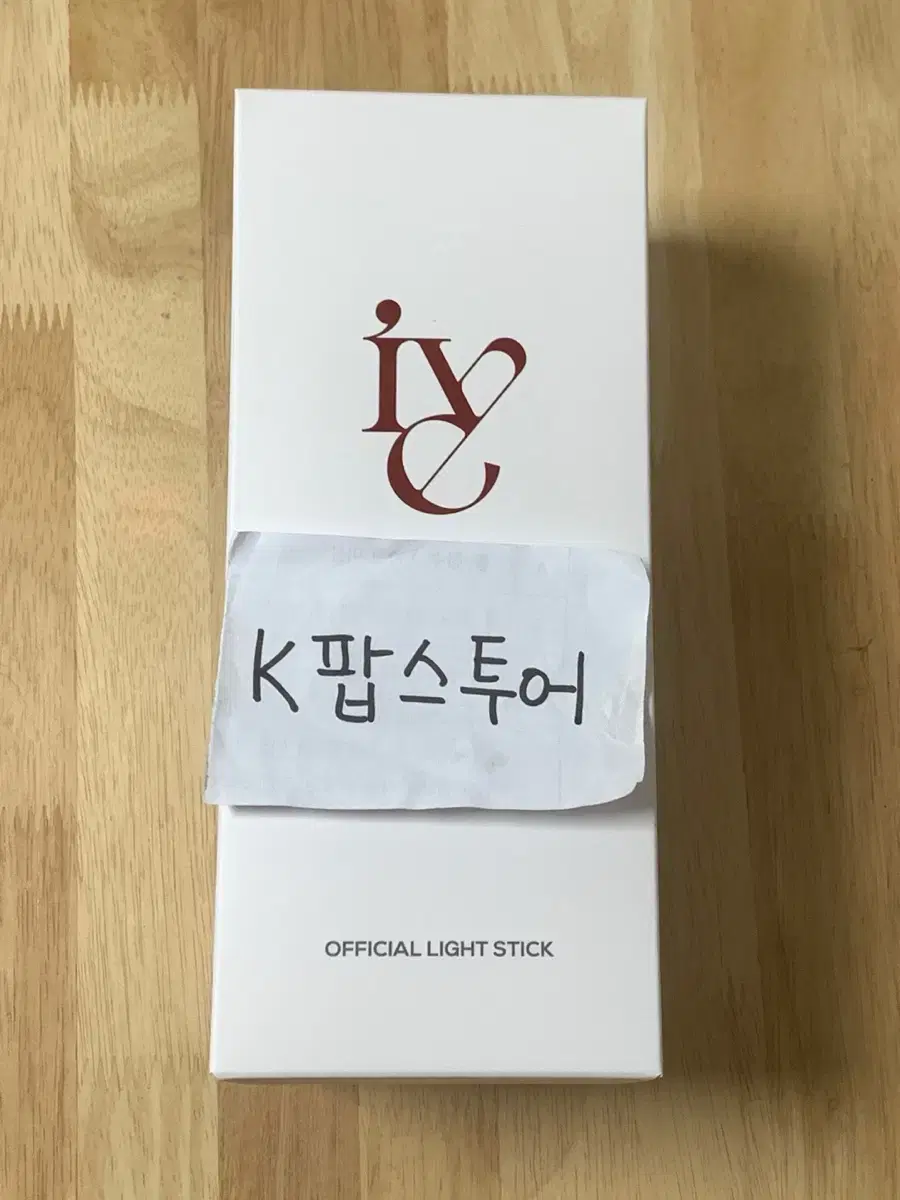 ive
K팝스투어
OFFICIAL LIGHT STICK